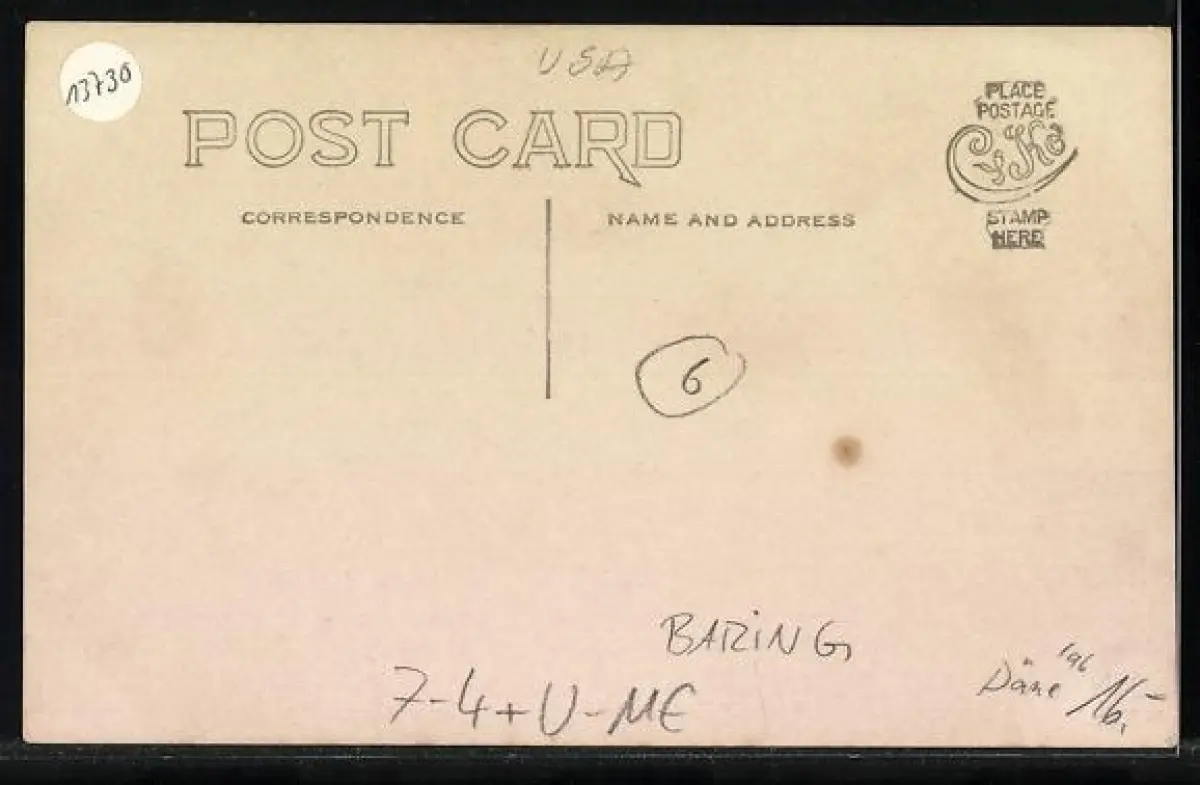 13730
USA
POST CARD
CORRESPONDENCE
NAME AND ADDRESS
PLACE
POSTAGE
CyKo
STAMP
HERE
6
BARING
7-4+U-ME
Däne '96
16,-